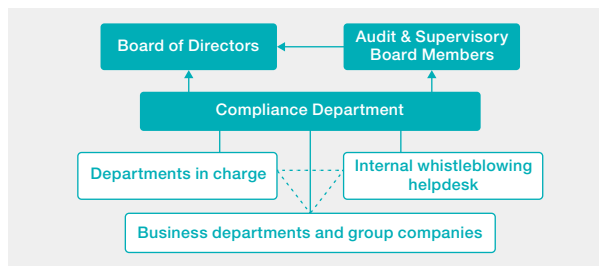 Board of Directors
Audit & Supervisory
Board Members
Compliance Department
Departments in charge
Internal whistleblowing
helpdesk
Business departments and group companies